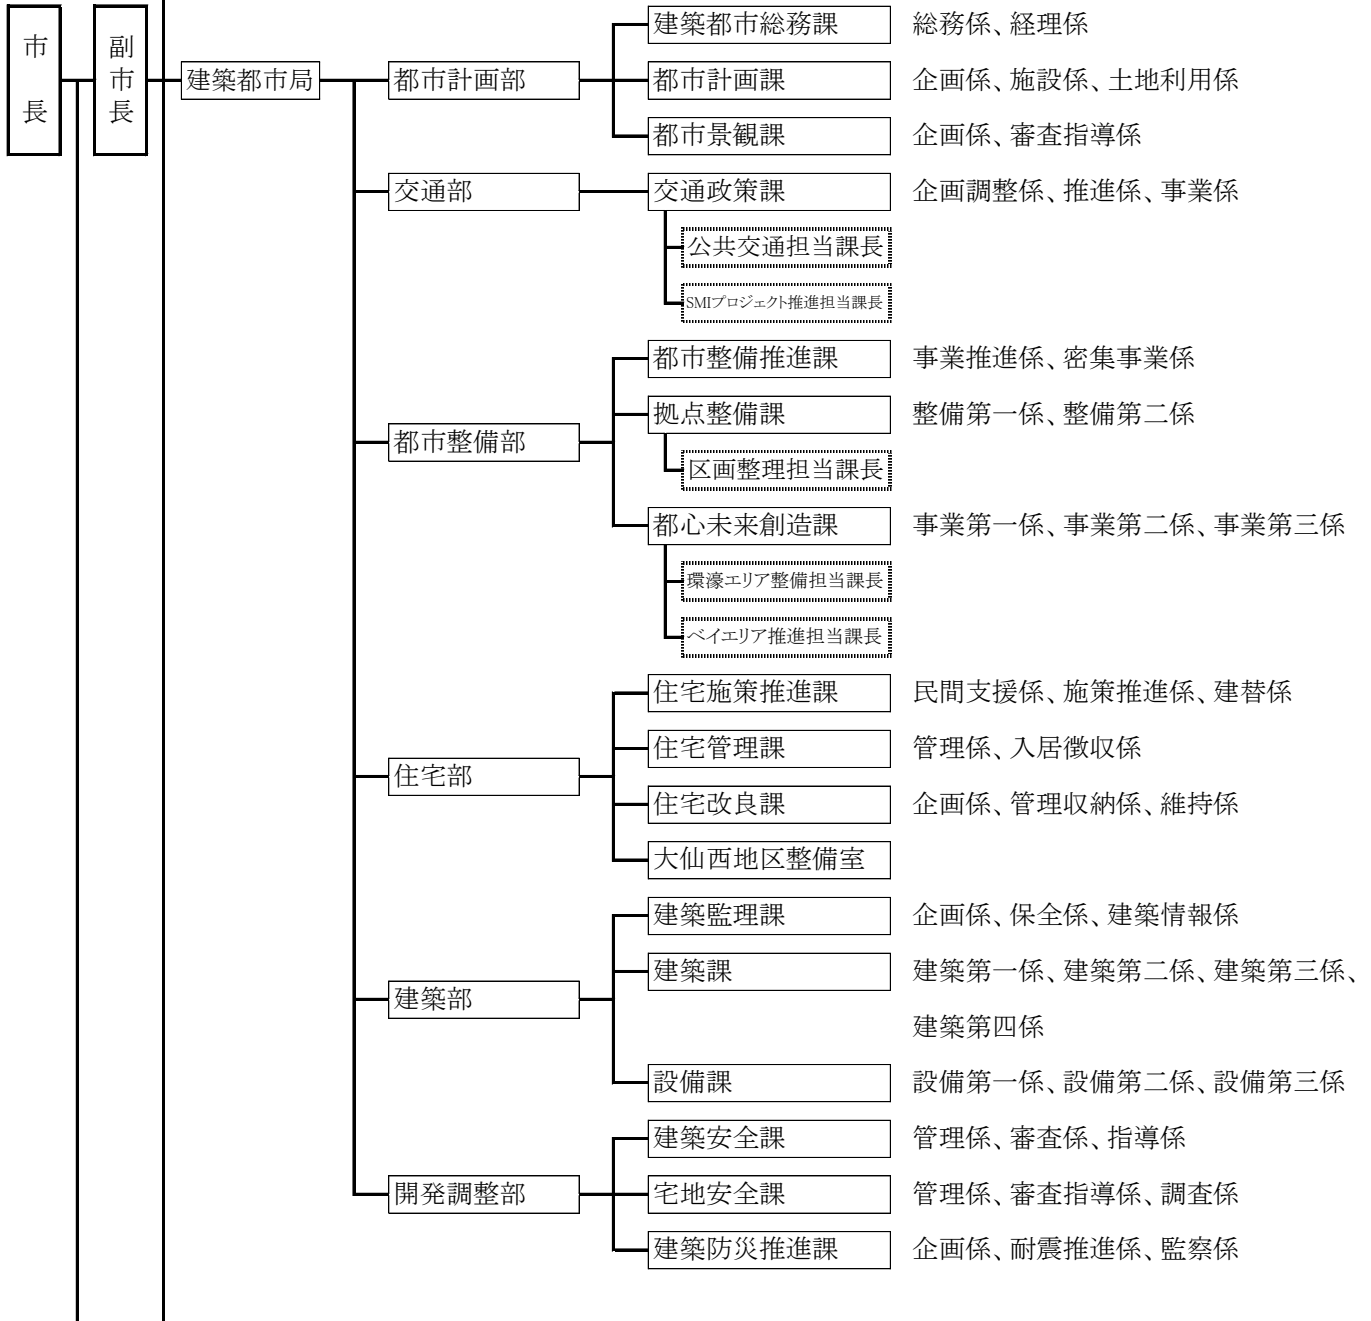 市長
副市長
建築都市局
都市計画部
建築都市総務課 総務係、経理係
都市計画課 企画係、施設係、土地利用係
都市景観課 企画係、審査指導係
交通部
交通政策課 企画調整係、推進係、事業係
公共交通担当課長
SMIプロジェクト推進担当課長
都市整備部
都市整備推進課 事業推進係、密集事業係
拠点整備課 整備第一係、整備第二係
区画整理担当課長
都心未来創造課 事業第一係、事業第二係、事業第三係
環濠エリア整備担当課長
ベイエリア推進担当課長
住宅部
住宅施策推進課 民間支援係、施策推進係、建替係
住宅管理課 管理係、入居徴収係
住宅改良課 企画係、管理収納係、維持係
大仙西地区整備室
建築部
建築監理課 企画係、保全係、建築情報係
建築課 建築第一係、建築第二係、建築第三係、
建築第四係
設備課 設備第一係、設備第二係、設備第三係
開発調整部
建築安全課 管理係、審査係、指導係
宅地安全課 管理係、審査指導係、調査係
建築防災推進課 企画係、耐震推進係、監察係